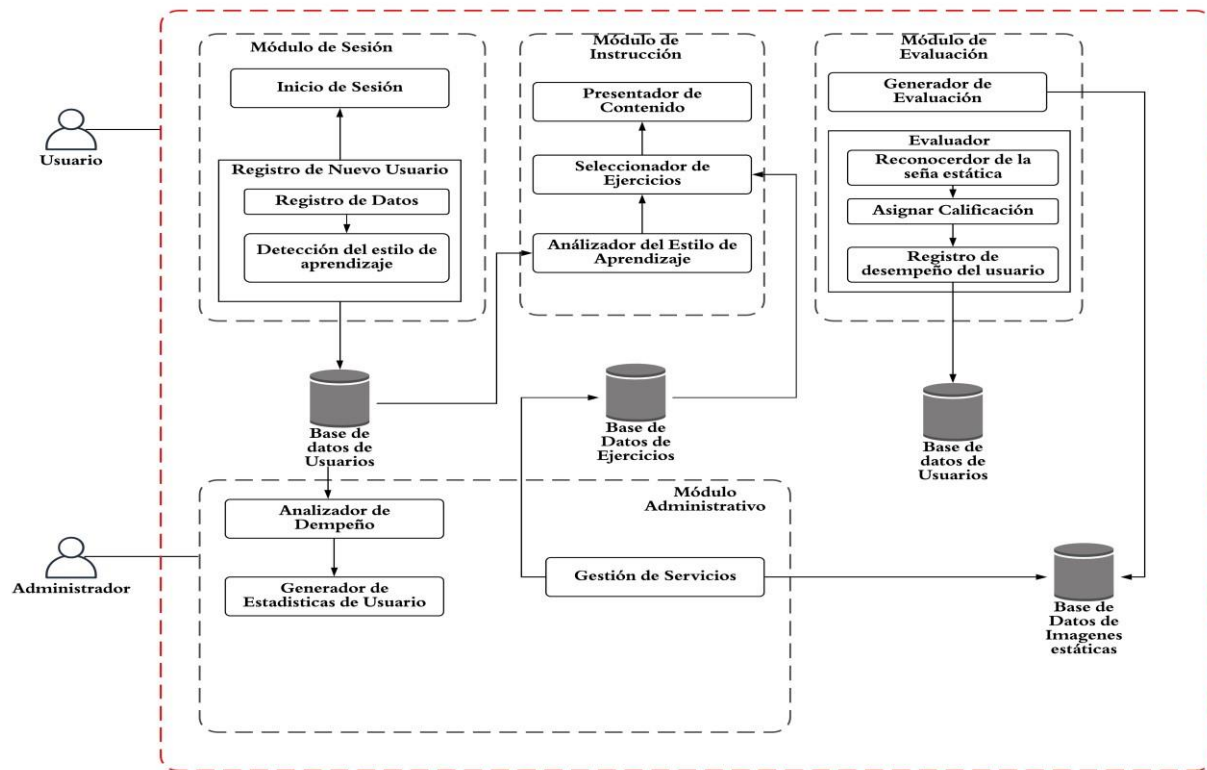 Módulo de Sesión
Inicio de Sesión
Registro de Nuevo Usuario
Registro de Datos
Detección del estilo de
aprendizaje
Módulo de
Instrucción
Presentador de
Contenido
Seleccionador de
Ejercicios
Análizador del Estilo de
Aprendizaje
Módulo de
Evaluación
Generador de
Evaluación
Evaluador
Reconocerdor de la
seña estática
Asignar Calificación
Registro de
desempeño del usuario
Usuario
Base de
datos de
Usuarios
Base de
Datos de
Ejercicios
Base de
datos de
Usuarios
Módulo
Administrativo
Analizador de
Dempeño
Generador de
Estadisticas de Usuario
Gestión de Servicios
Administrador
Base de
Datos de
Imagenes
estáticas